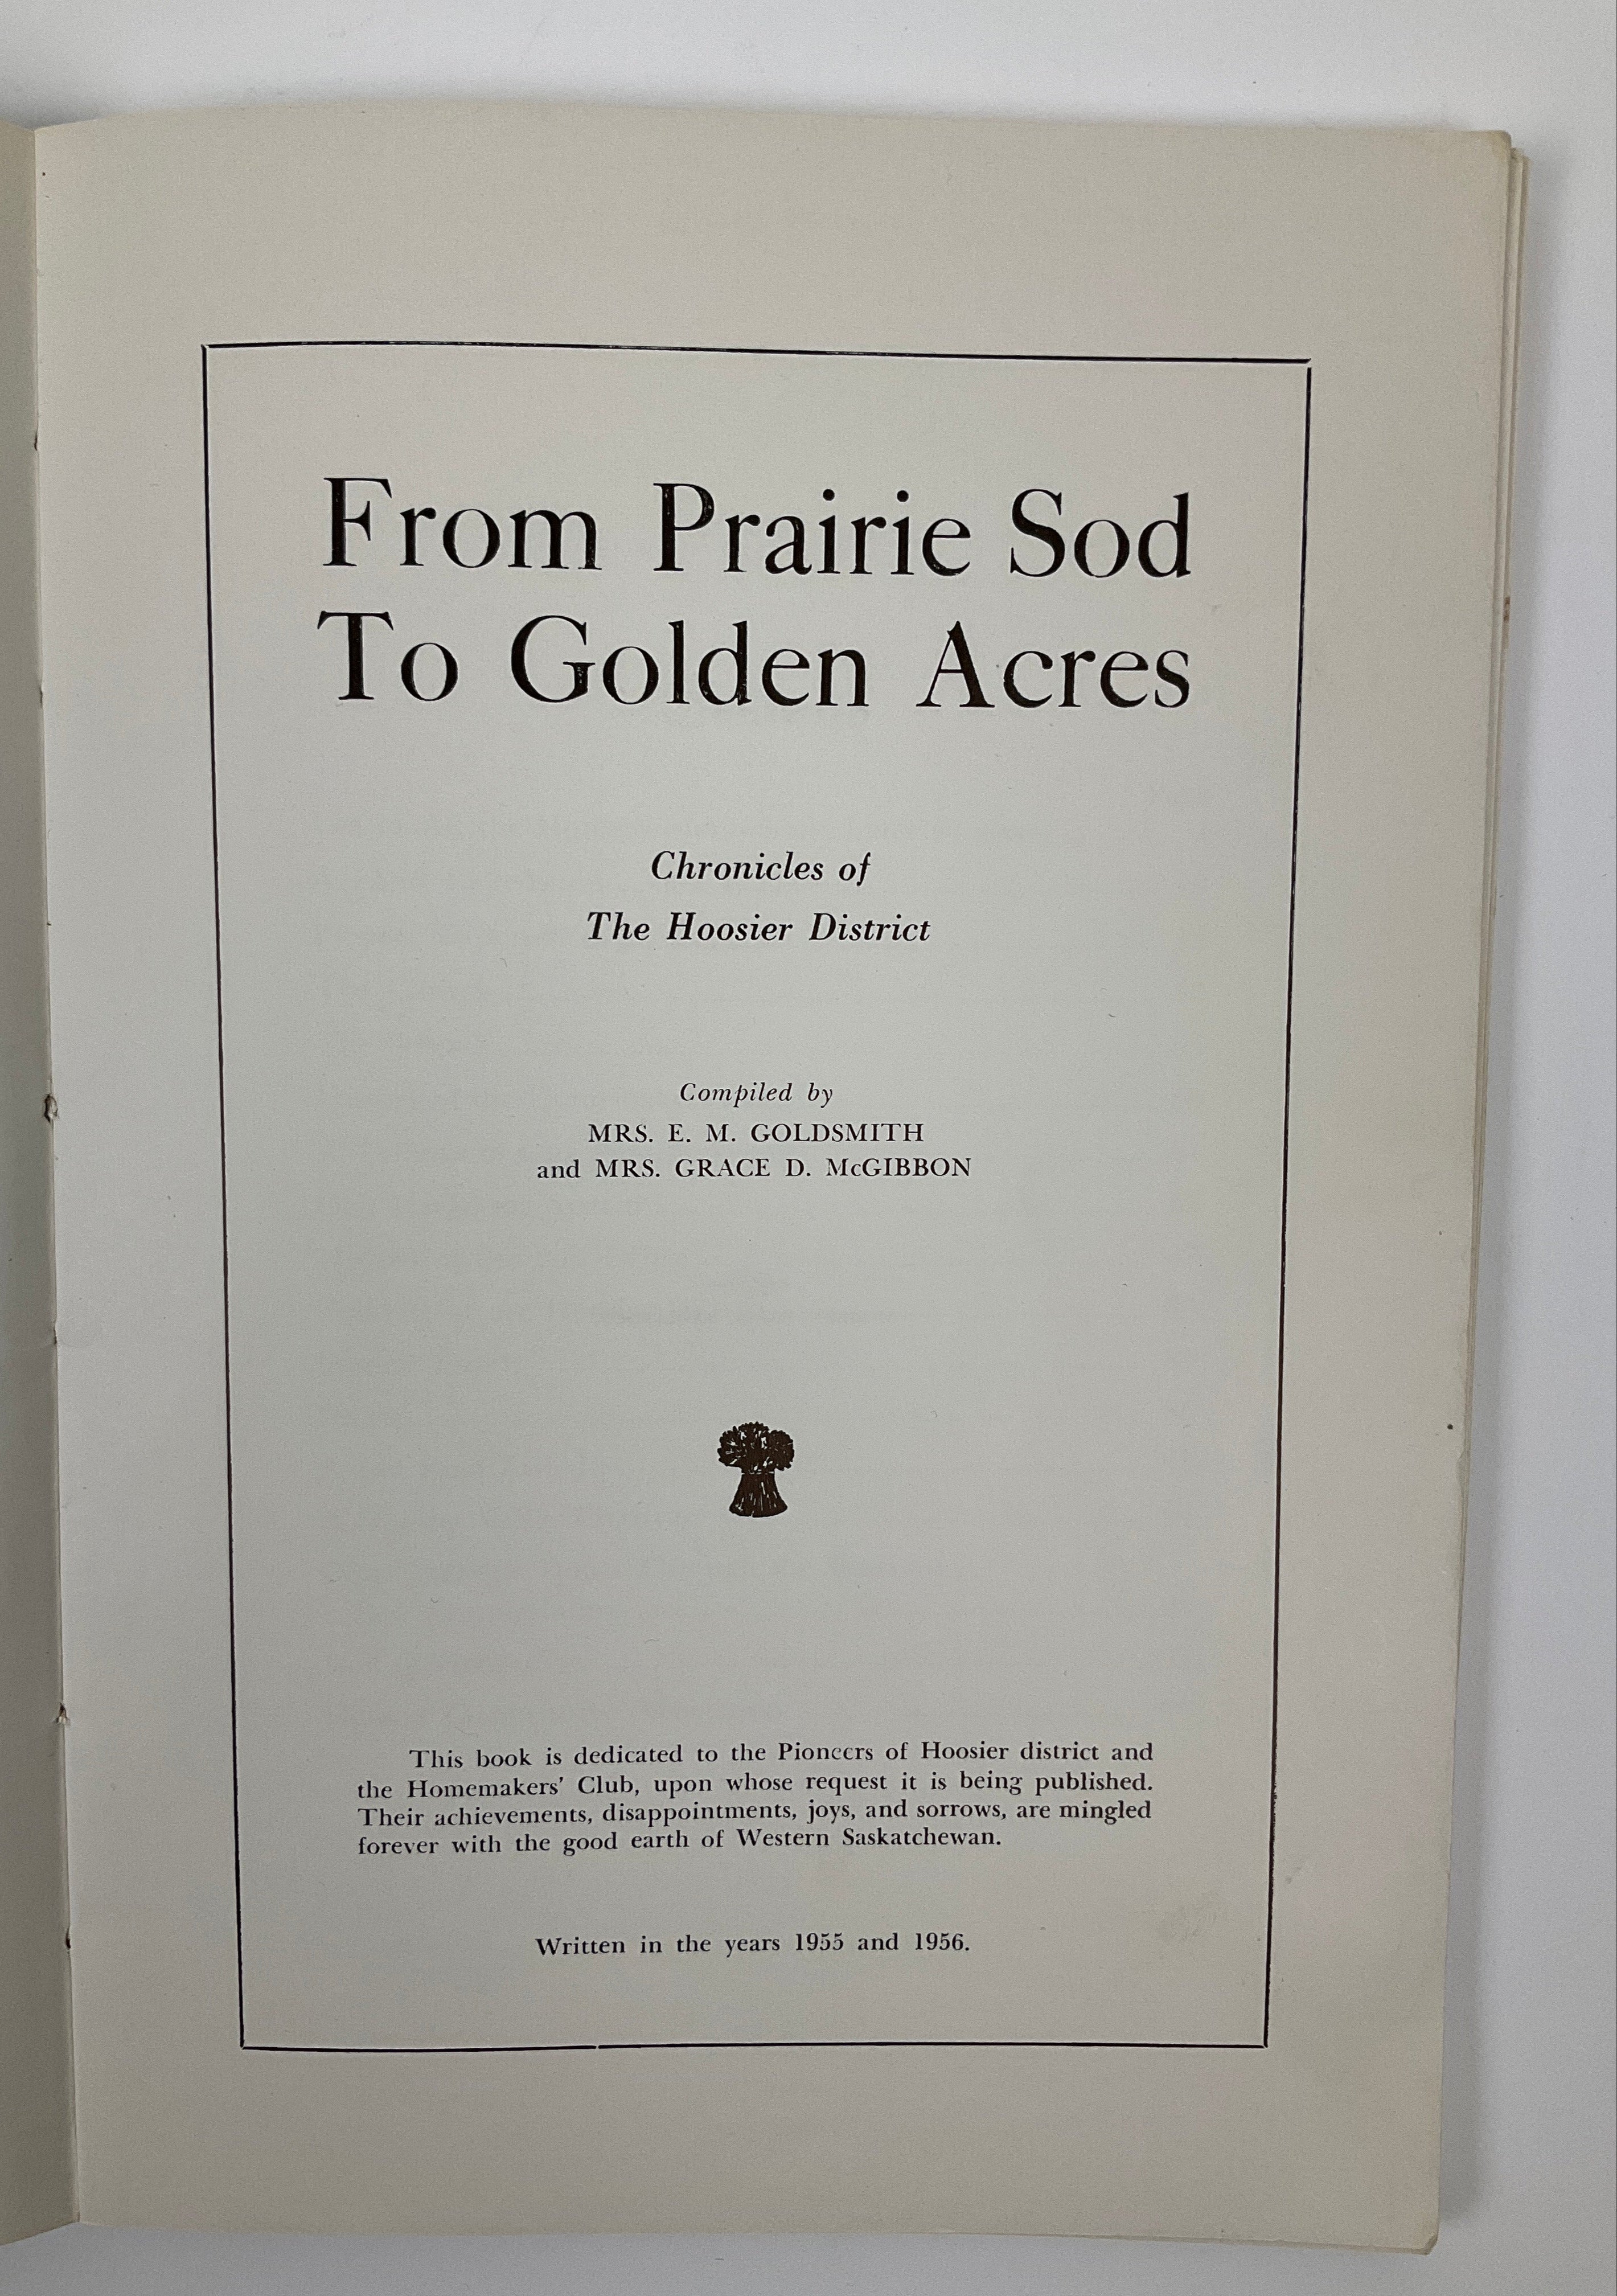 From Prairie Sod
To Golden Acres
Chronicles of
The Hoosier District
Compiled by
MRS. E. M. GOLDSMITH
and MRS. GRACE D. McGIBBON
This book is dedicated to the Pioneers of Hoosier district and
the Homemakers' Club, upon whose request it is being published.
Their achievements, disappointments, joys, and sorrows, are mingled
forever with the good earth of Western Saskatchewan.
Written in the years 1955 and 1956.